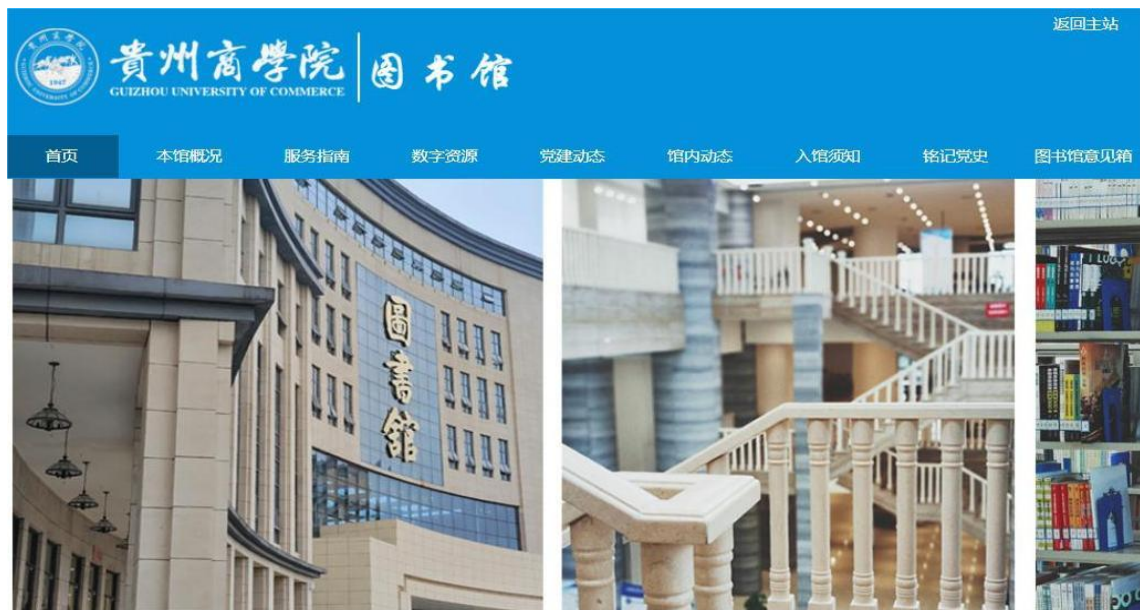 返回主站
貴州商學院
GUIZHOU UNIVERSITY OF COMMERCE
图书馆
首页 本馆概况 服务指南 数字资源 党建动态 馆内动态 入馆须知 铭记党史 图书馆意见箱
圖書館